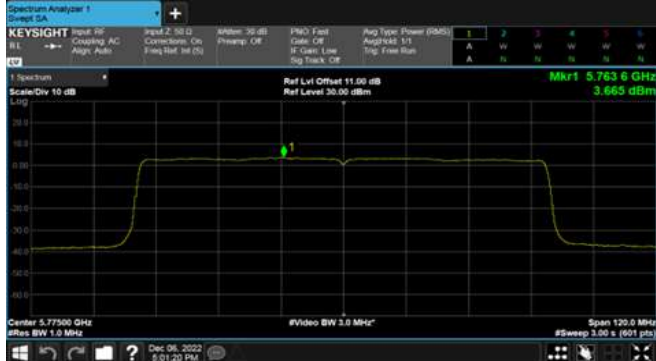 Spectrum Analyzer 1
Swept SA
+
KEYSIGHT Input: RF Input Z: 50 Ω #Atten: 30 dB PNO: Fast Avg Type: Power (RMS) 1 2 3 4 5 6
RL Coupling: AC Corrections: On Preamp: Off Gate: Off Avg|Hold: 1/1 A W W W W W
Align: Auto Freq Ref: Int (S) IF Gain: Low Trig: Free Run A N N N N N
Sig Track: Off
1 Spectrum
Ref Lvl Offset 11.00 dB Mkr1 5.763 6 GHz
Scale/Div 10 dB Ref Level 30.00 dBm 3.665 dBm
Log
20.0
10.0
1
0.00
-10.0
-20.0
-30.0
-40.0
-50.0
-60.0
Center 5.77500 GHz #Video BW 3.0 MHz* Span 120.0 MHz
#Res BW 1.0 MHz #Sweep 3.00 s (601 pts)
? Dec 06, 2022
5:01:20 PM